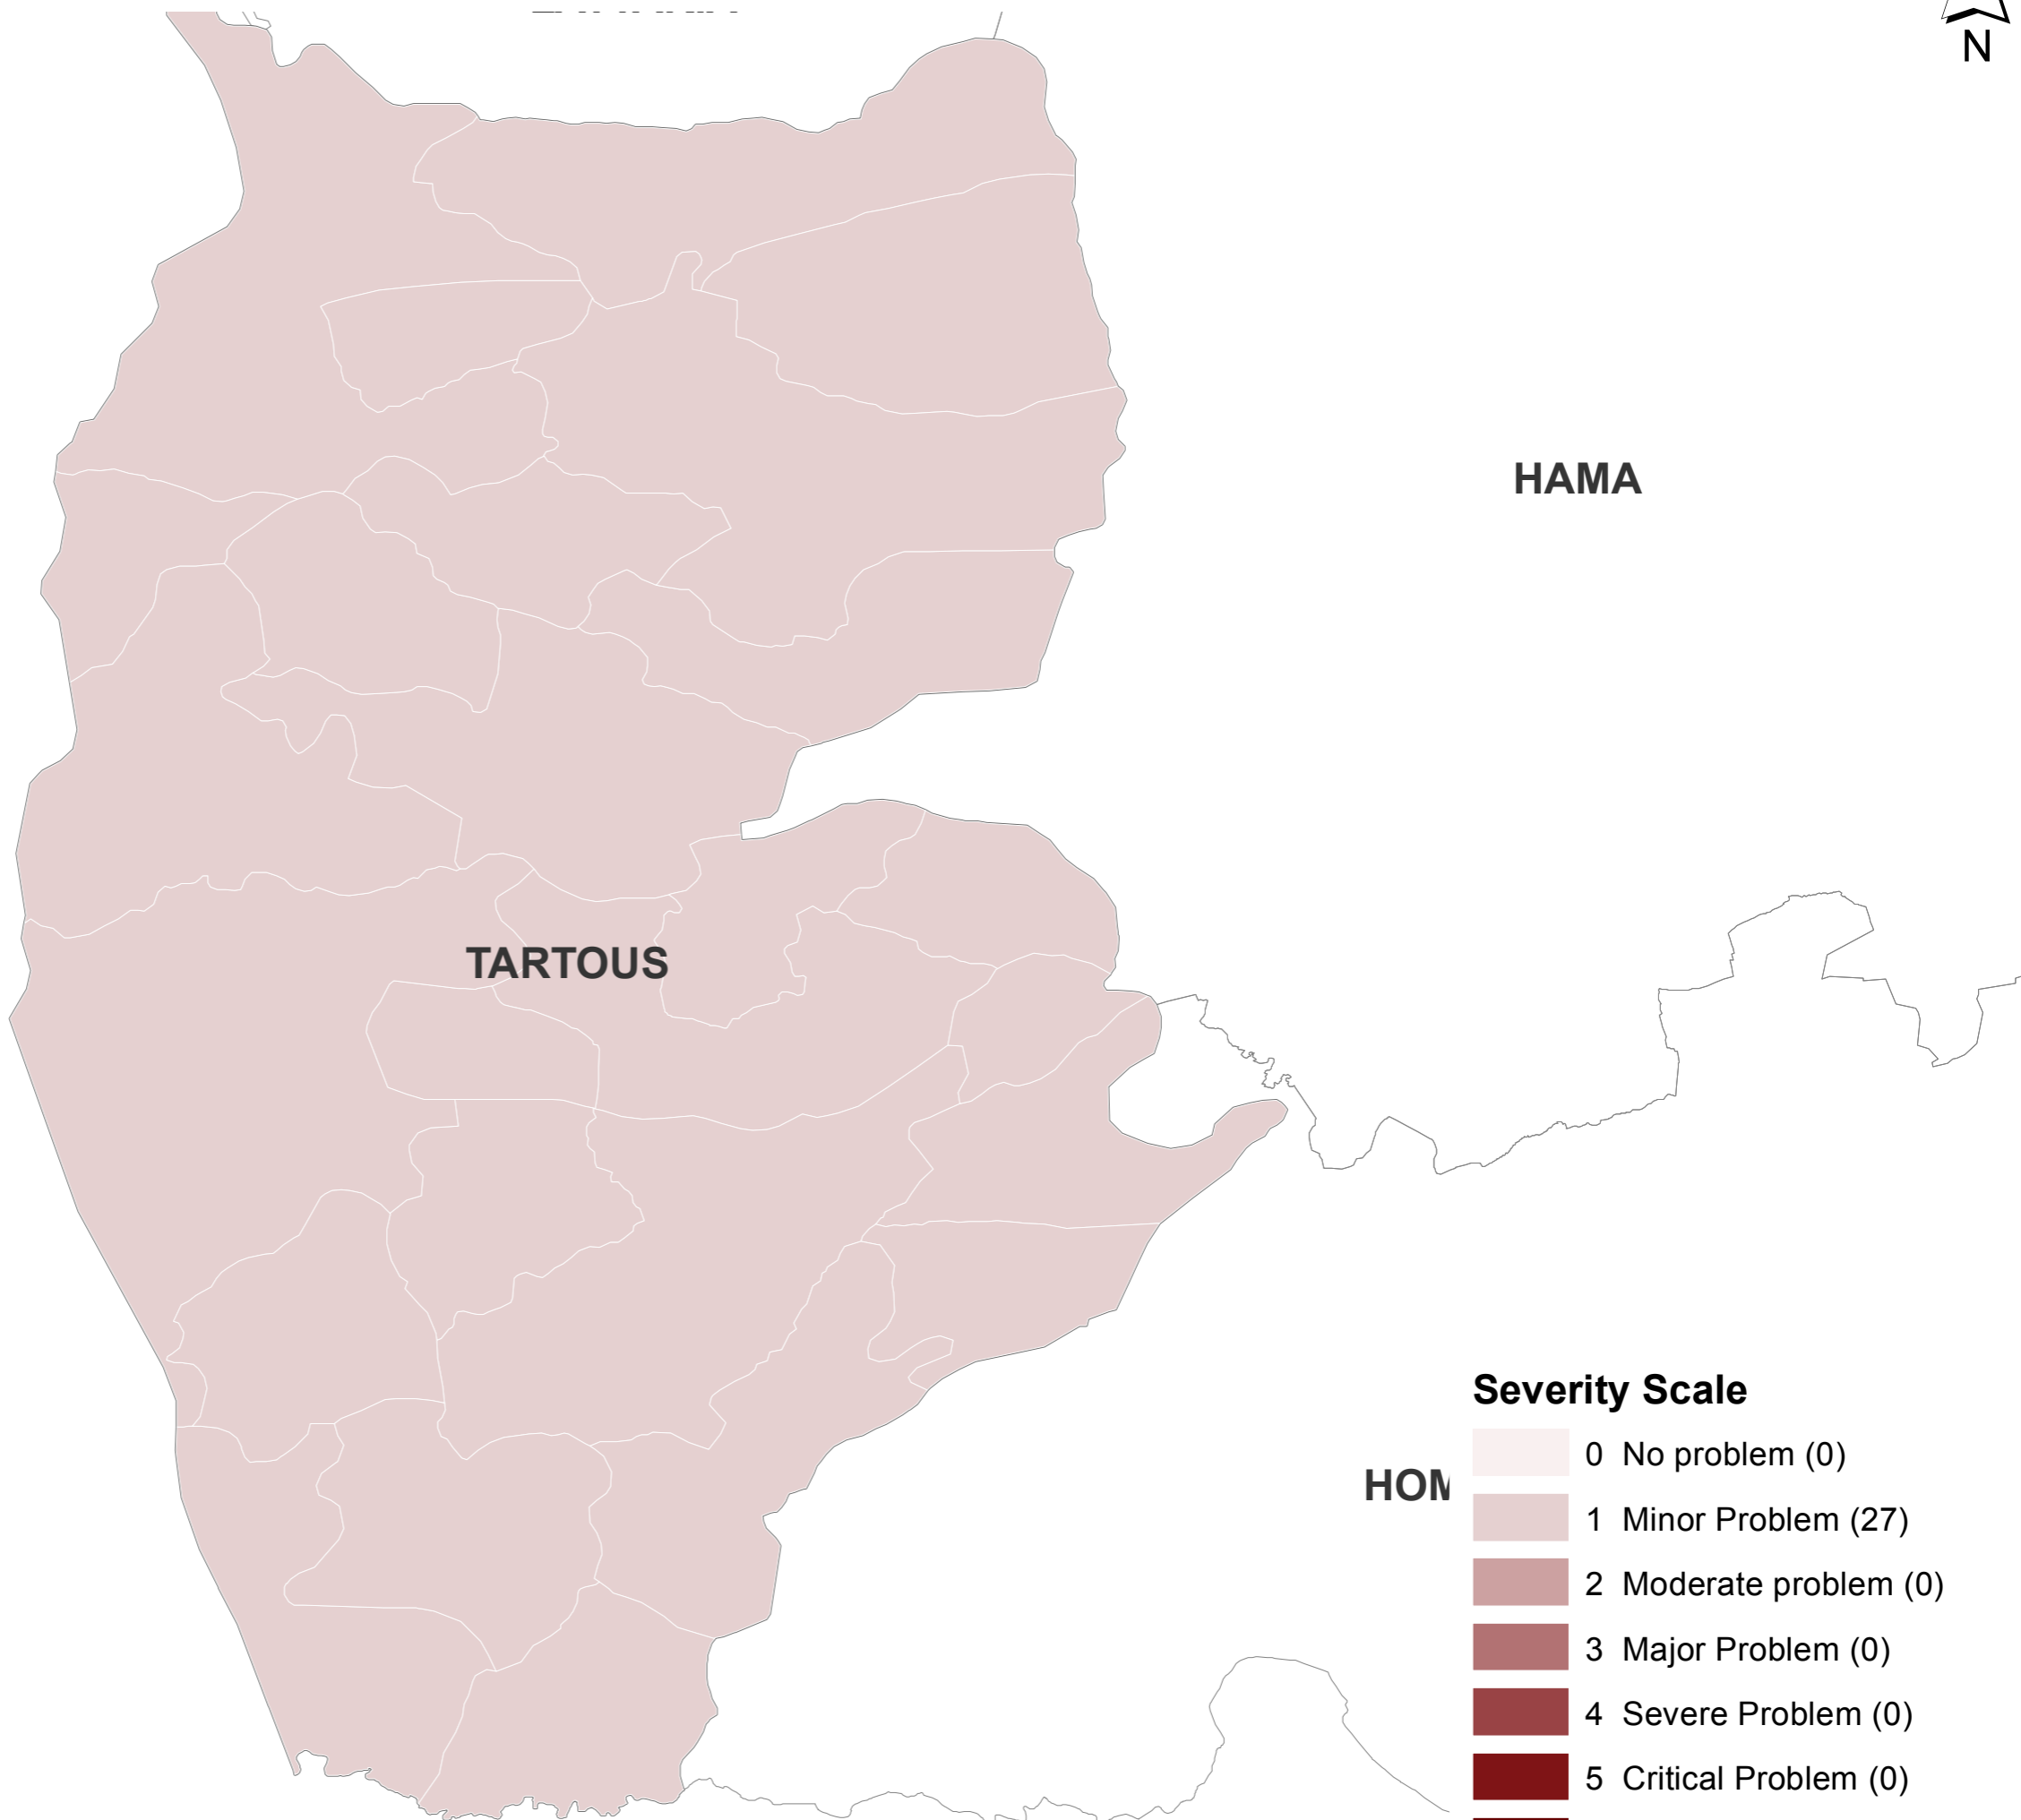 N
HAMA
TARTOUS
Severity Scale
0 No problem (0)
HOM
1 Minor Problem (27)
2 Moderate problem (0)
3 Major Problem (0)
4 Severe Problem (0)
5 Critical Problem (0)